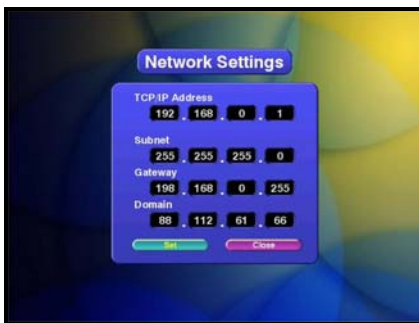 Network Settings
TCP/IP Address
192 . 168 . 0 . 1
Subnet
255 . 255 . 255 . 0
Gateway
198 . 168 . 0 . 255
Domain
88 . 112 . 61 . 66
Set Close